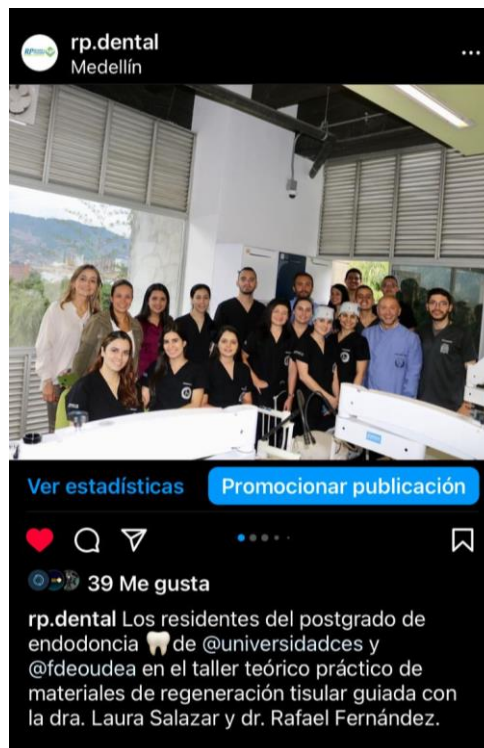 rp.dental
Medellín
Ver estadísticas
Promocionar publicación
39 Me gusta
rp.dental Los residentes del postgrado de
endodoncia 🦷de @universidadces y
@fdeoudea en el taller teórico práctico de
materiales de regeneración tisular guiada con
la dra. Laura Salazar y dr. Rafael Fernández.